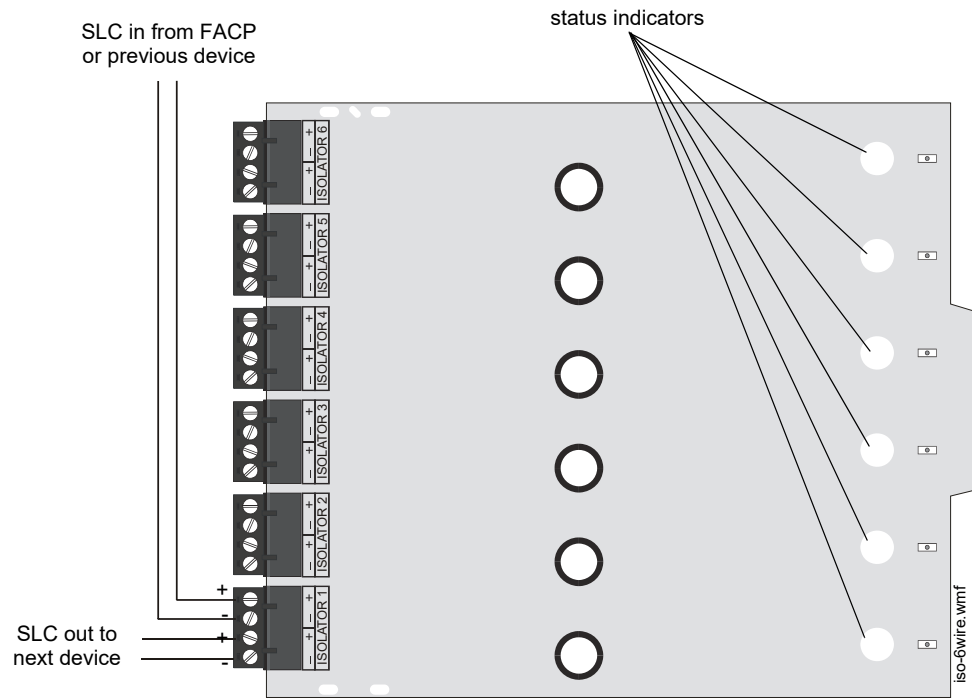 status indicators
SLC in from FACP
or previous device
+
–
+
–
ISOLATOR 6
+
–
+
–
ISOLATOR 5
+
–
+
–
ISOLATOR 4
+
–
+
–
ISOLATOR 3
+
–
+
–
ISOLATOR 2
+
-
+
-
+
–
+
–
ISOLATOR 1
SLC out to
next device
iso-6wire.wmf